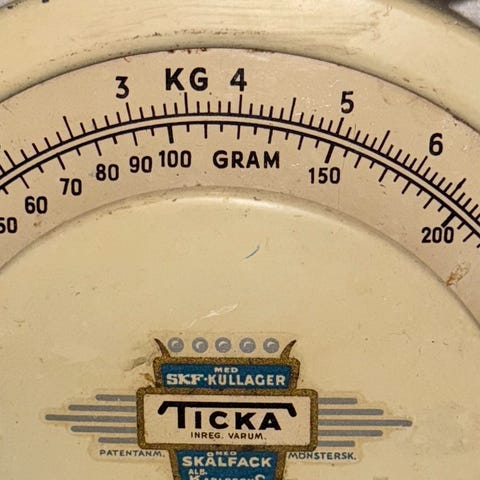 3 KG 4 5 6
50 60 70 80 90 100 GRAM 150 200
MED
SKF-KULLAGER
TICKA
INREG. VARUM.
PATENTANM. MÖNSTERSK.
MED
SKÅLFACK
ALB.